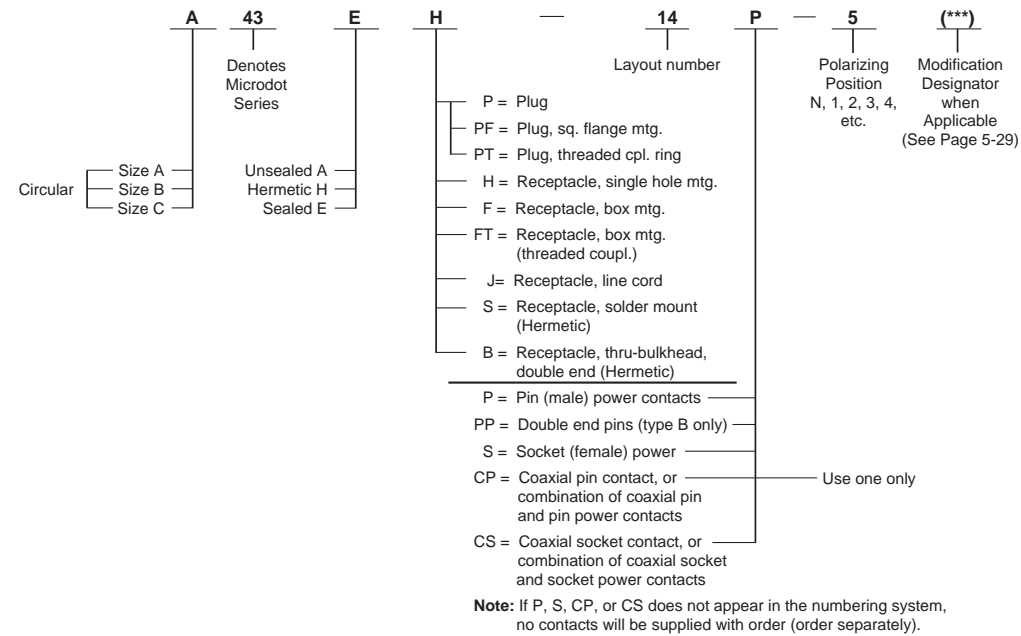 A 43 E H — 14 P — 5 (***)
Denotes
Microdot
Series
Layout number
Polarizing
Position
N, 1, 2, 3, 4,
etc.
Modification
Designator
when
Applicable
(See Page 5-29)
Circular
Size A
Size B
Size C
Unsealed A
Hermetic H
Sealed E
P = Plug
PF = Plug, sq. flange mtg.
PT = Plug, threaded cpl. ring
H = Receptacle, single hole mtg.
F = Receptacle, box mtg.
FT = Receptacle, box mtg.
(threaded coupl.)
J= Receptacle, line cord
S = Receptacle, solder mount
(Hermetic)
B = Receptacle, thru-bulkhead,
double end (Hermetic)
P = Pin (male) power contacts
PP = Double end pins (type B only)
S = Socket (female) power
CP = Coaxial pin contact, or
combination of coaxial pin
and pin power contacts
Use one only
CS = Coaxial socket contact, or
combination of coaxial socket
and socket power contacts
Note: If P, S, CP, or CS does not appear in the numbering system,
no contacts will be supplied with order (order separately).